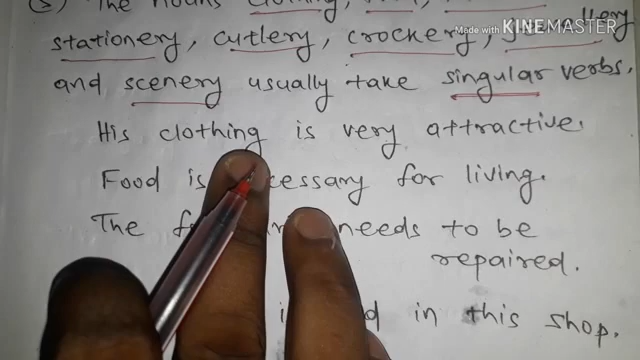 The nouns clothing,
Made with KINEMASTER
stationery, cutlery, crockery,
and scenery usually take singular verbs.
His clothing is very attractive.
Food is for living.
The needs to be
repaired.
in this shop.